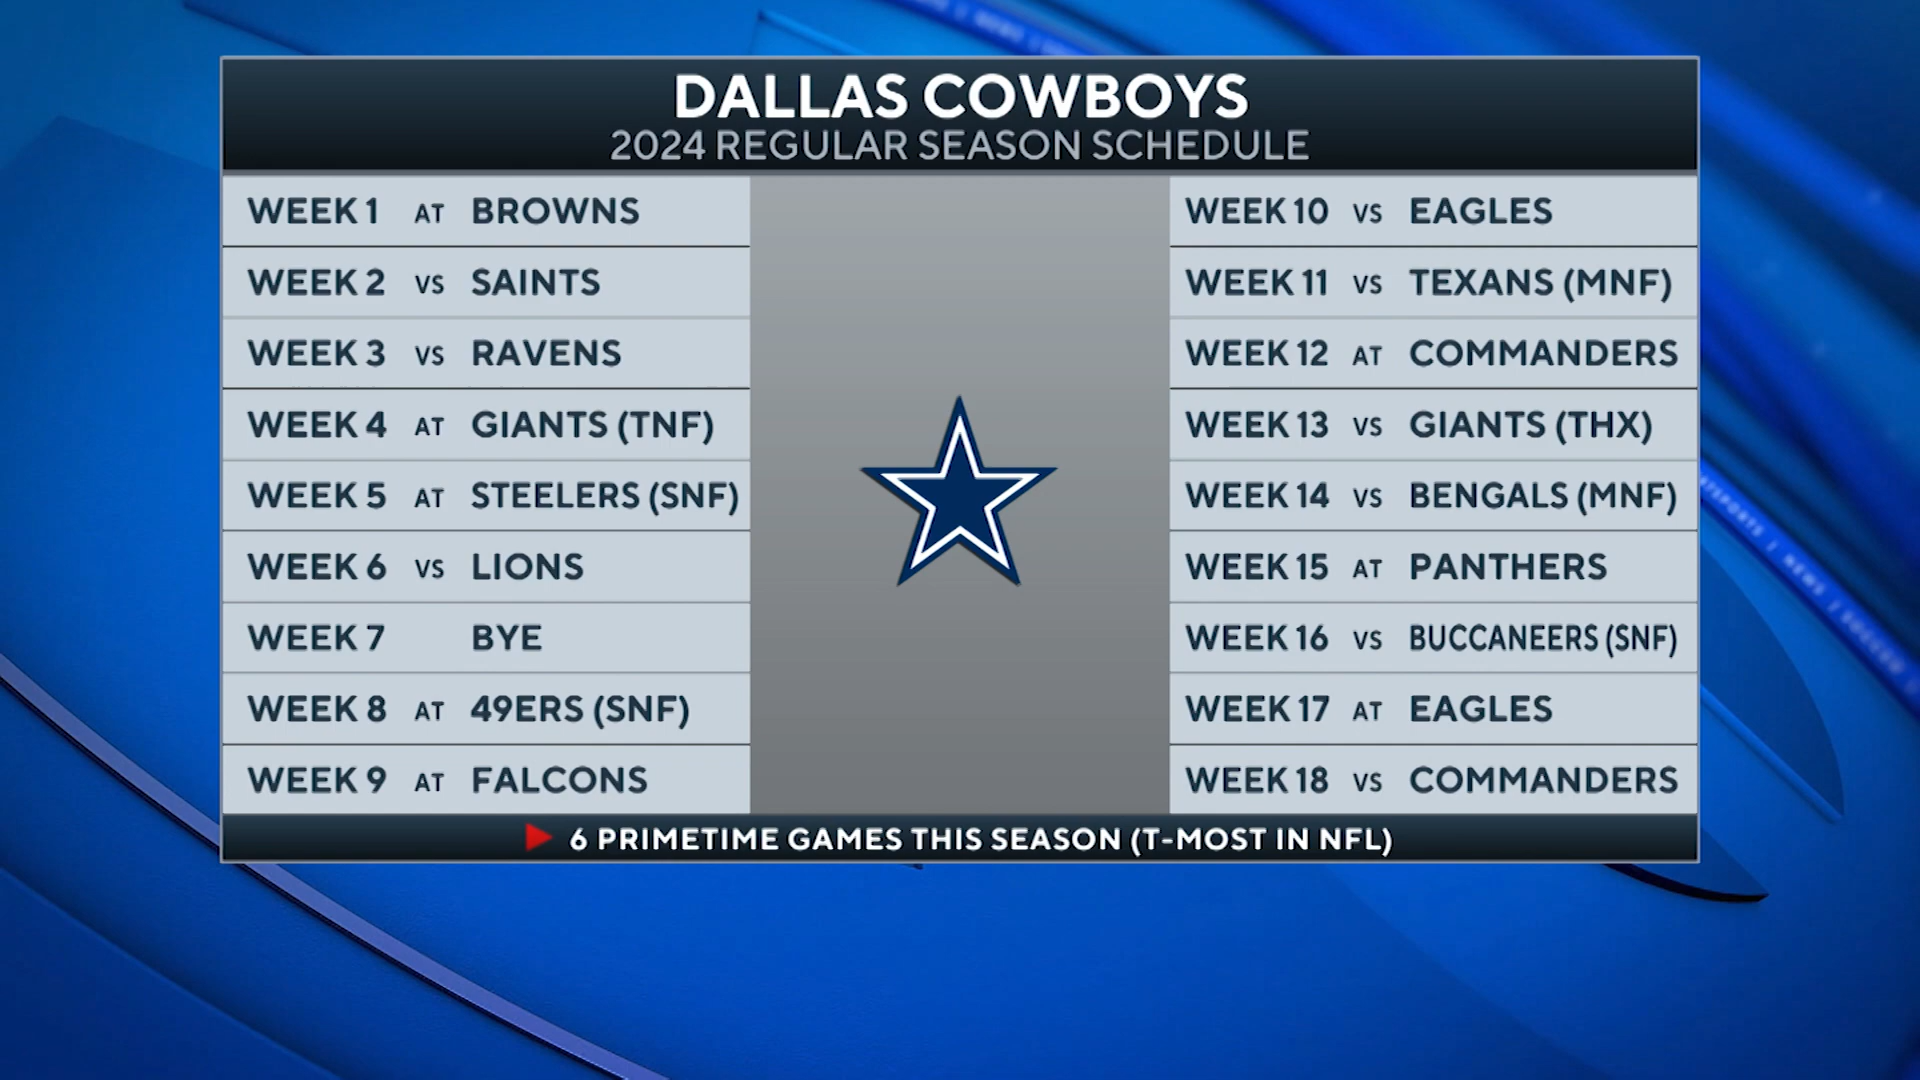 DALLAS COWBOYS
2024 REGULAR SEASON SCHEDULE
WEEK 1 AT BROWNS
WEEK 2 VS SAINTS
WEEK 3 VS RAVENS
WEEK 4 AT GIANTS (TNF)
WEEK 5 AT STEELERS (SNF)
WEEK 6 VS LIONS
WEEK 7 BYE
WEEK 8 AT 49ERS (SNF)
WEEK 9 AT FALCONS
WEEK 10 VS EAGLES
WEEK 11 VS TEXANS (MNF)
WEEK 12 AT COMMANDERS
WEEK 13 VS GIANTS (THX)
WEEK 14 VS BENGALS (MNF)
WEEK 15 AT PANTHERS
WEEK 16 VS BUCCANEERS (SNF)
WEEK 17 AT EAGLES
WEEK 18 VS COMMANDERS
6 PRIMETIME GAMES THIS SEASON (T-MOST IN NFL)
NEWS